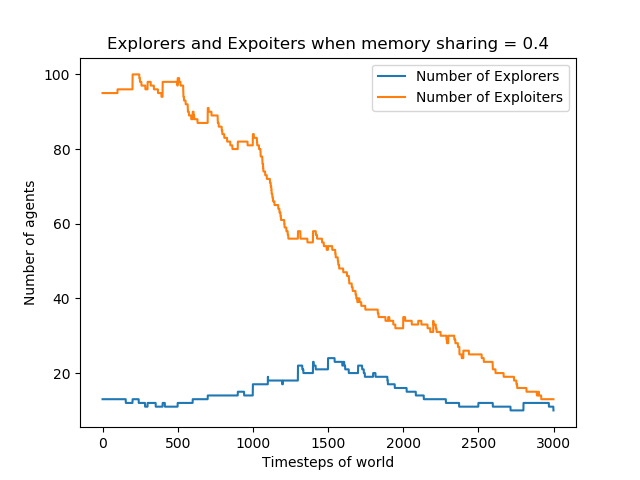 Explorers and Expoiters when memory sharing = 0.4
Number of Explorers
Number of Exploiters
100
80
60
40
20
Number of agents
0
500
1000
1500
2000
2500
3000
Timesteps of world